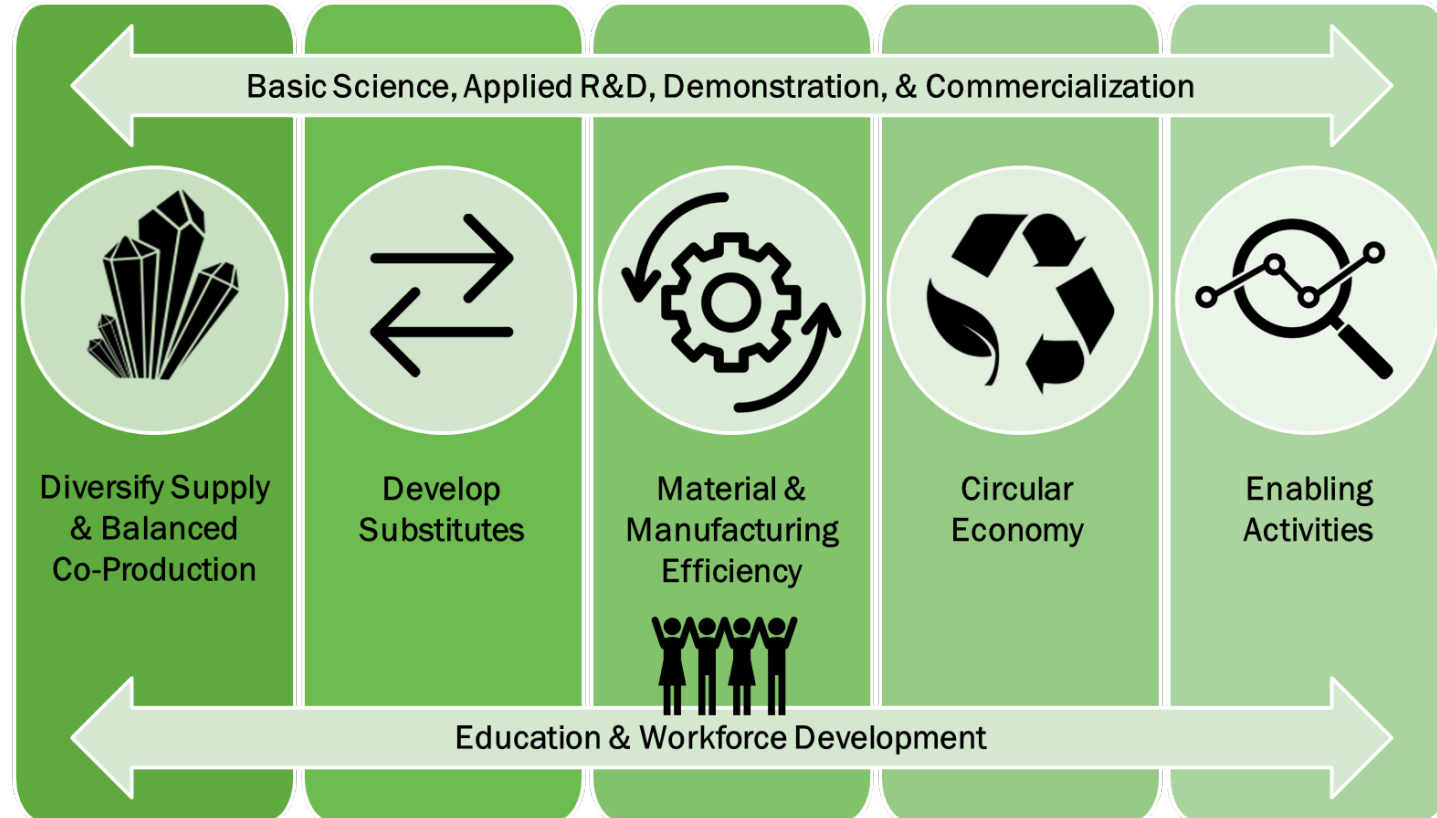 Basic Science, Applied R&D, Demonstration, & Commercialization
Diversify Supply
& Balanced
Co-Production
Develop
Substitutes
Material &
Manufacturing
Efficiency
Circular
Economy
Enabling
Activities
Education & Workforce Development